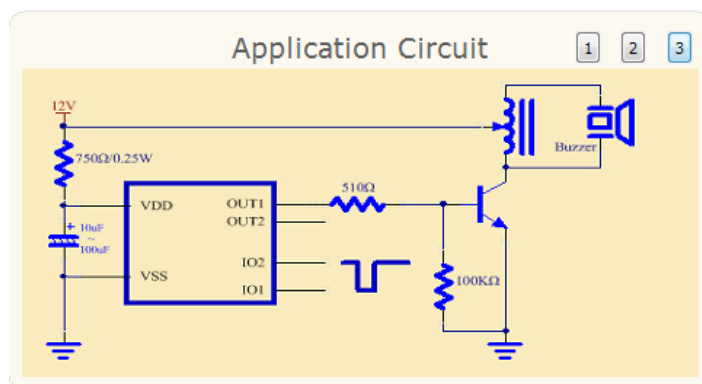 Application Circuit
1 2 3
12V
750Ω/0.25W
Buzzer
510Ω
VDD
OUT1
OUT2
+ 10uF
~
100uF
VSS
IO2
IO1
100KΩ